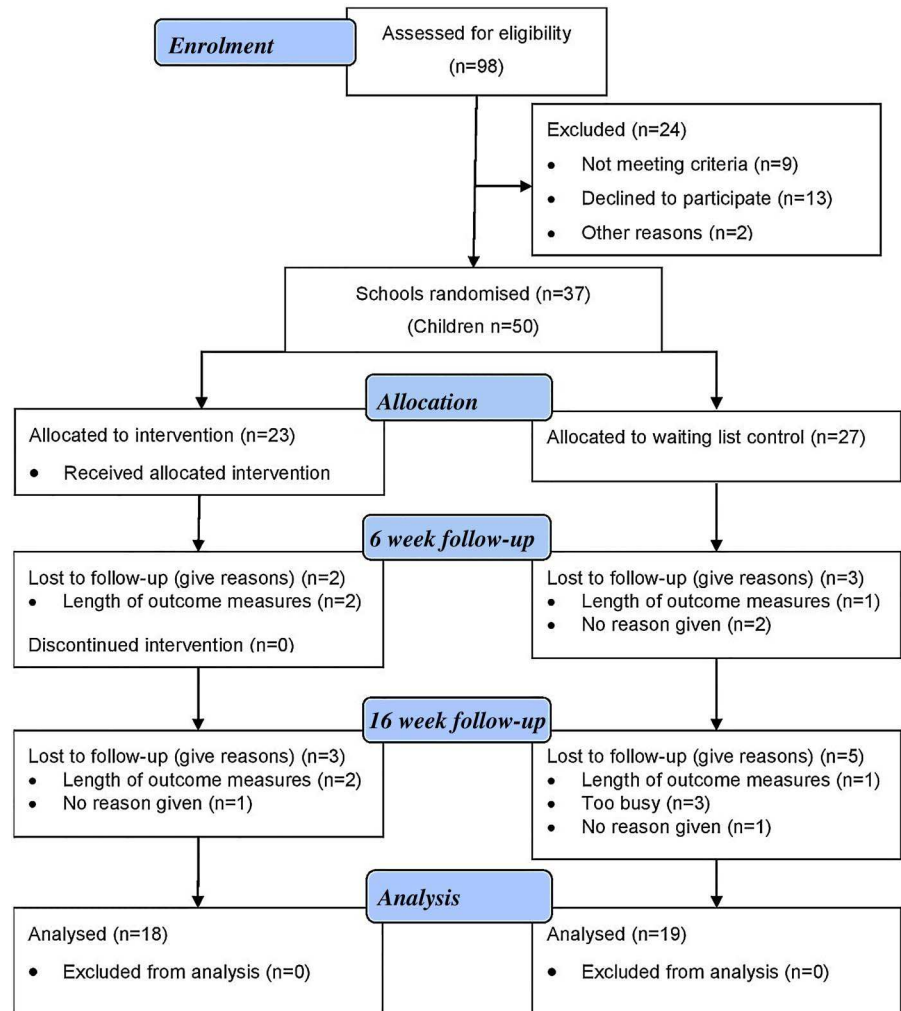 Enrolment
Assessed for eligibility
(n=98)
Excluded (n=24)
• Not meeting criteria (n=9)
• Declined to participate (n=13)
• Other reasons (n=2)
Schools randomised (n=37)
(Children n=50)
Allocation
Allocated to intervention (n=23)
• Received allocated intervention
Allocated to waiting list control (n=27)
6 week follow-up
Lost to follow-up (give reasons) (n=2)
• Length of outcome measures (n=2)
Discontinued intervention (n=0)
Lost to follow-up (give reasons) (n=3)
• Length of outcome measures (n=1)
• No reason given (n=2)
16 week follow-up
Lost to follow-up (give reasons) (n=3)
• Length of outcome measures (n=2)
• No reason given (n=1)
Lost to follow-up (give reasons) (n=5)
• Length of outcome measures (n=1)
• Too busy (n=3)
• No reason given (n=1)
Analysis
Analysed (n=18)
• Excluded from analysis (n=0)
Analysed (n=19)
• Excluded from analysis (n=0)